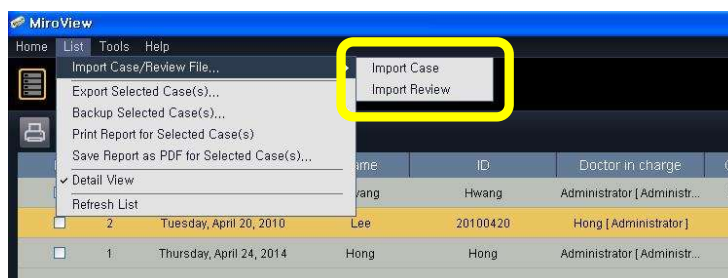 MiroView
Home List Tools Help
Import Case/Review File...
Import Case
Import Review
Export Selected Case(s)...
Backup Selected Case(s)...
Print Report for Selected Case(s)
Save Report as PDF for Selected Case(s)...
Detail View
Refresh List
ID Doctor in charge
Hwang Administrator [ Administr...
2 Tuesday, April 20, 2010 Lee 20100420 Hong [ Administrator ]
1 Thursday, April 24, 2014 Hong Hong Administrator [ Administr...